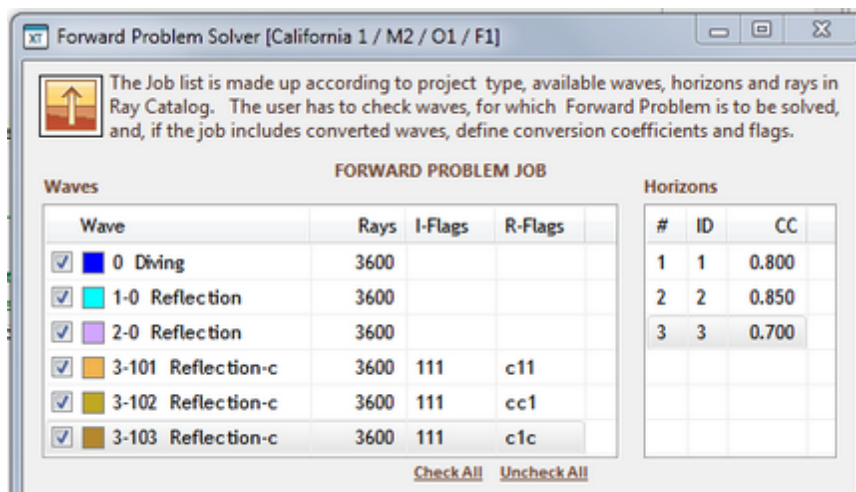 XT Forward Problem Solver [California 1 / M2 / O1 / F1]
The Job list is made up according to project type, available waves, horizons and rays in
Ray Catalog. The user has to check waves, for which Forward Problem is to be solved,
and, if the job includes converted waves, define conversion coefficients and flags.
FORWARD PROBLEM JOB
Waves Horizons
Wave Rays I-Flags R-Flags # ID CC
0 Diving 3600 1 1 0.800
1-0 Reflection 3600 2 2 0.850
2-0 Reflection 3600 3 3 0.700
3-101 Reflection-c 3600 111 c11
3-102 Reflection-c 3600 111 cc1
3-103 Reflection-c 3600 111 c1c
Check All Uncheck All